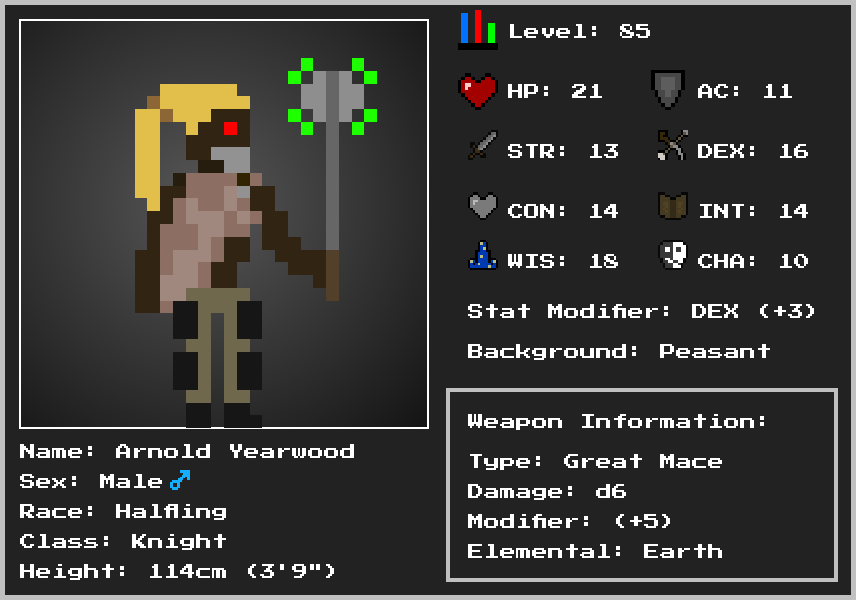 Level: 85
HP: 21
AC: 11
STR: 13
DEX: 16
CON: 14
INT: 14
WIS: 18
CHA: 10
Stat Modifier: DEX (+3)
Background: Peasant
Weapon Information:
Type: Great Mace
Damage: d6
Modifier: (+5)
Elemental: Earth
Name: Arnold Yearwood
Sex: Male ♂
Race: Halfling
Class: Knight
Height: 114cm (3'9")